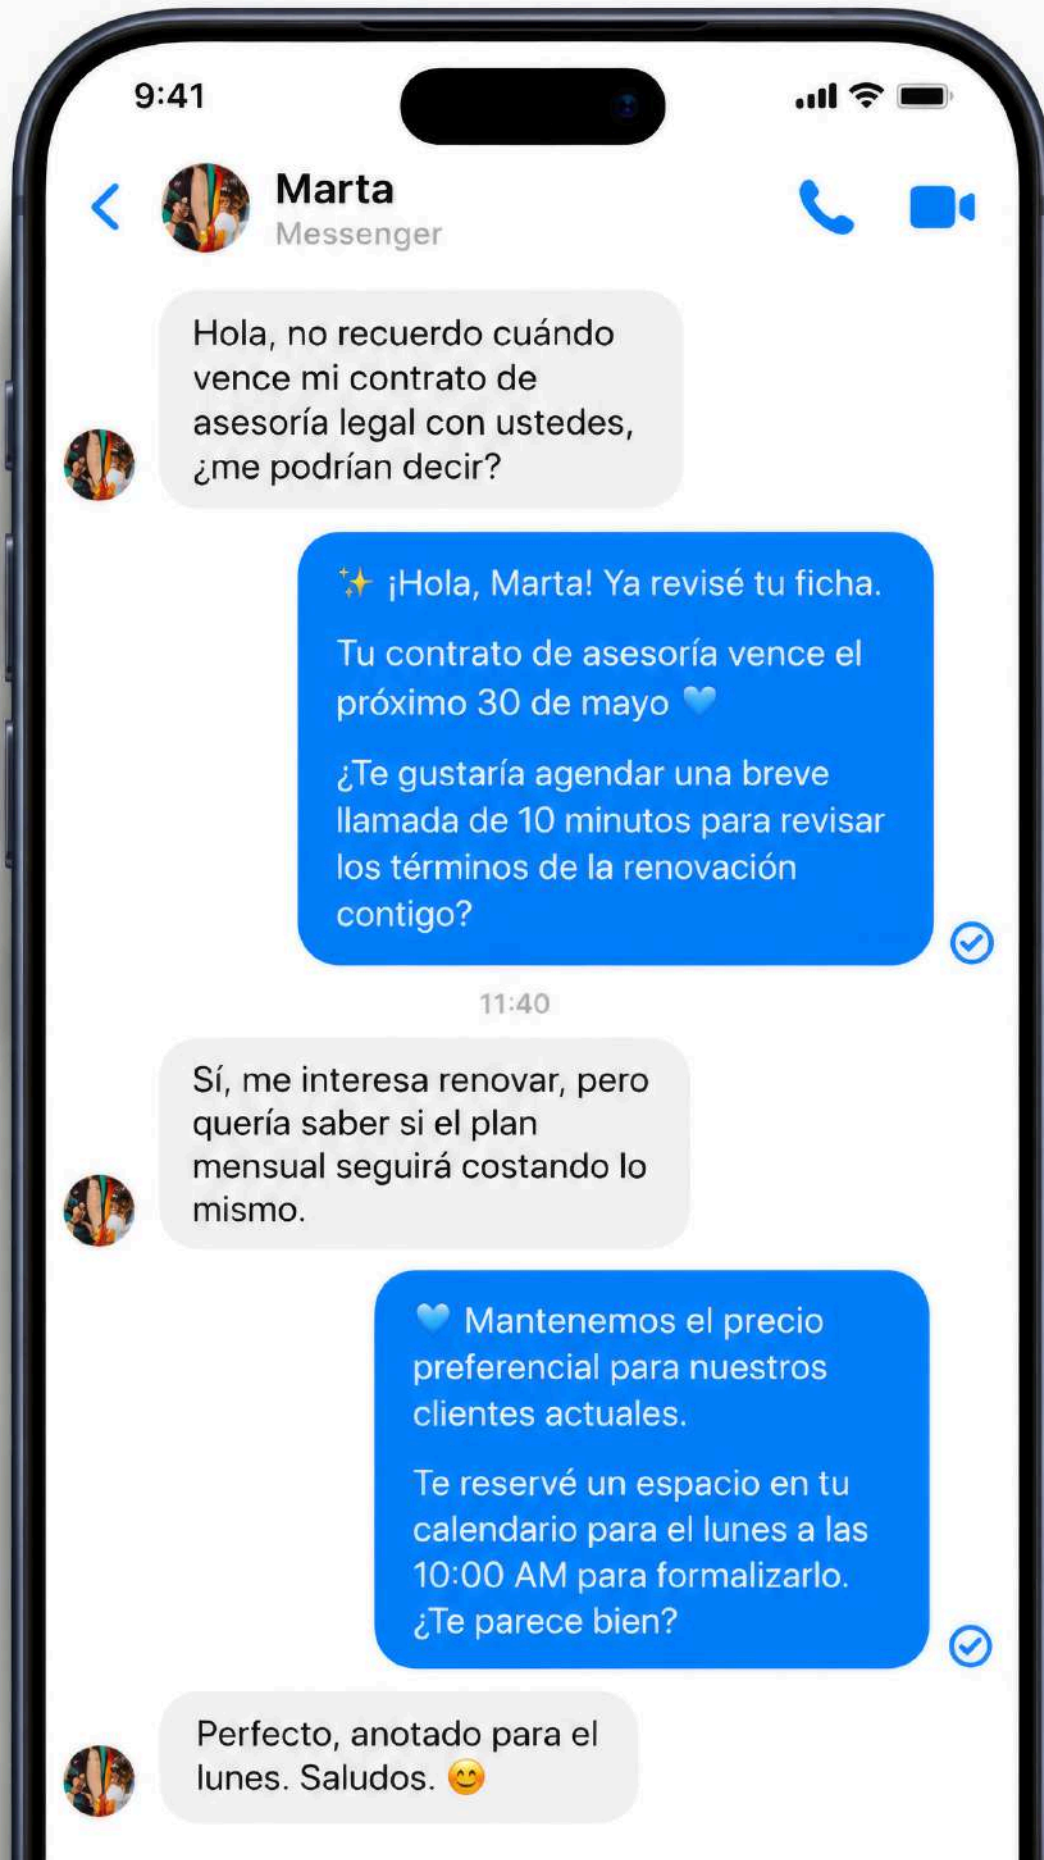 9:41
Marta
Messenger
Hola, no recuerdo cuándo
vence mi contrato de
asesoría legal con ustedes,
¿me podrían decir?
✨ ¡Hola, Marta! Ya revisé tu ficha.
Tu contrato de asesoría vence el
próximo 30 de mayo 🩵
¿Te gustaría agendar una breve
llamada de 10 minutos para revisar
los términos de la renovación
contigo?
11:40
Sí, me interesa renovar, pero
quería saber si el plan
mensual seguirá costando lo
mismo.
🩵 Mantenemos el precio
preferencial para nuestros
clientes actuales.
Te reservé un espacio en tu
calendario para el lunes a las
10:00 AM para formalizarlo.
¿Te parece bien?
Perfecto, anotado para el
lunes. Saludos. 😊